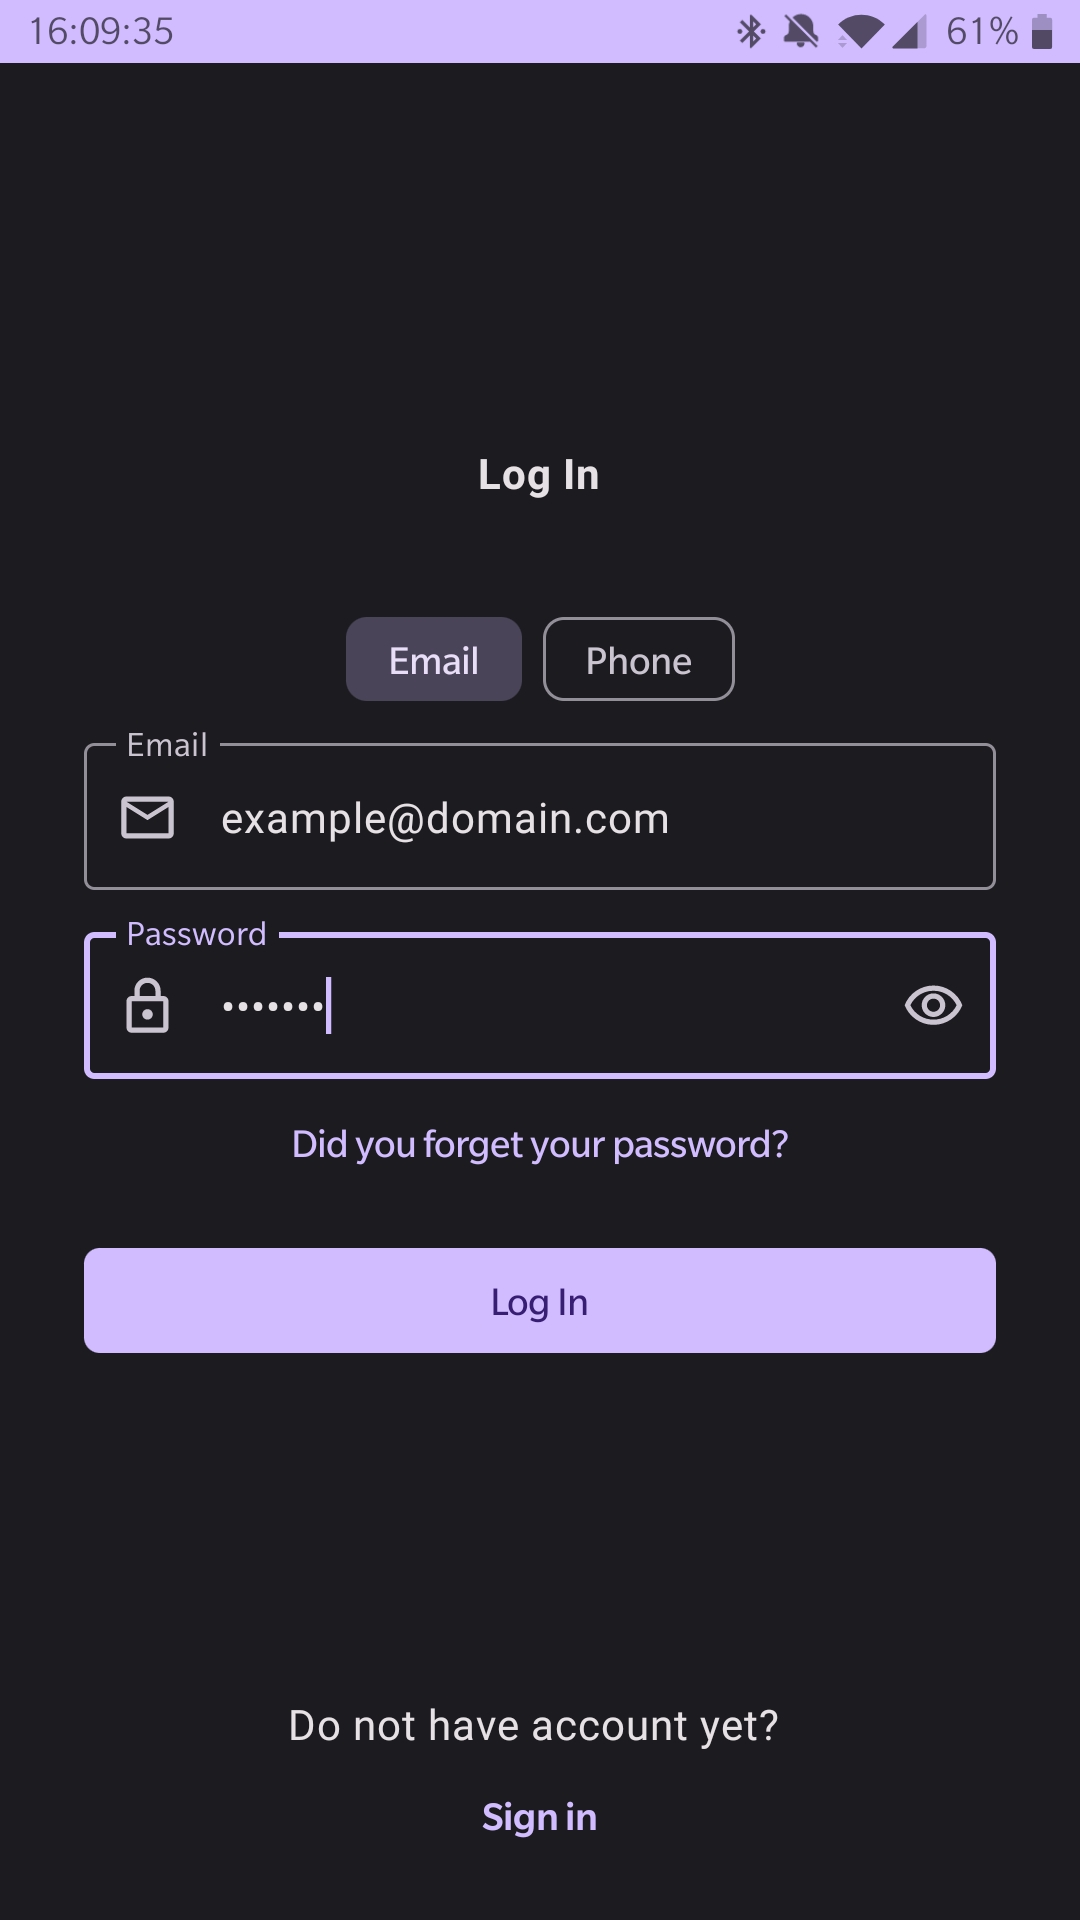 16:09:35 61%
Log In
Email Phone
Email
example@domain.com
Password
•••••••
Did you forget your password?
Log In
Do not have account yet?
Sign in